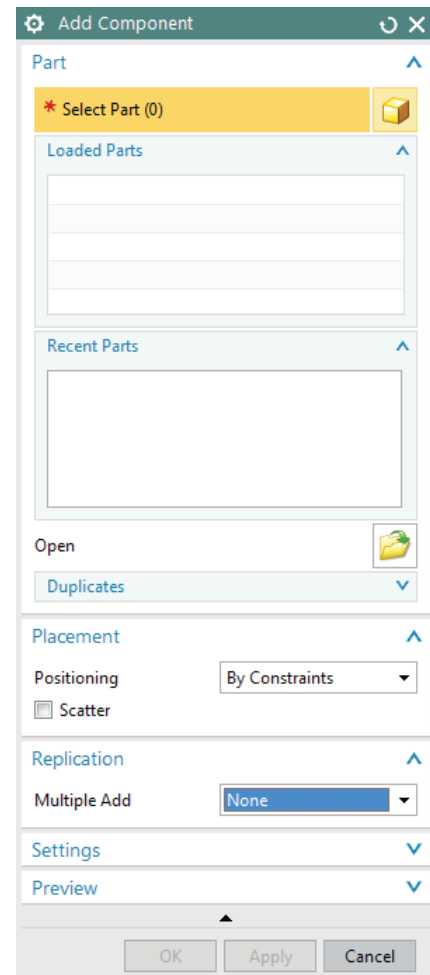 Add Component
Part
* Select Part (0)
Loaded Parts
Recent Parts
Open
Duplicates
Placement
Positioning By Constraints
Scatter
Replication
Multiple Add None
Settings
Preview
OK Apply Cancel